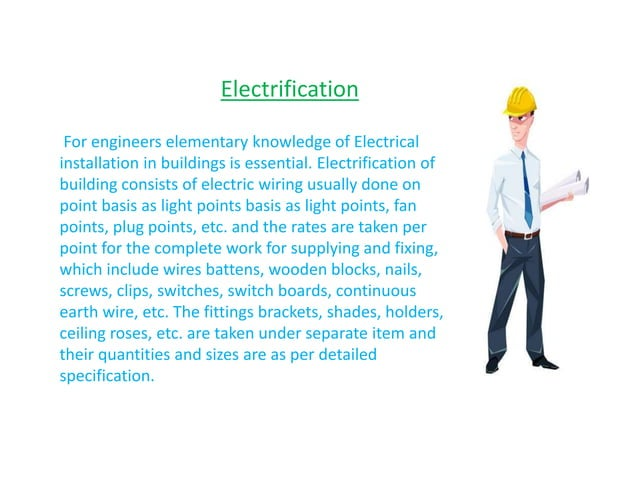 Electrification
For engineers elementary knowledge of Electrical
installation in buildings is essential. Electrification of
building consists of electric wiring usually done on
point basis as light points basis as light points, fan
points, plug points, etc. and the rates are taken per
point for the complete work for supplying and fixing,
which include wires battens, wooden blocks, nails,
screws, clips, switches, switch boards, continuous
earth wire, etc. The fittings brackets, shades, holders,
ceiling roses, etc. are taken under separate item and
their quantities and sizes are as per detailed
specification.